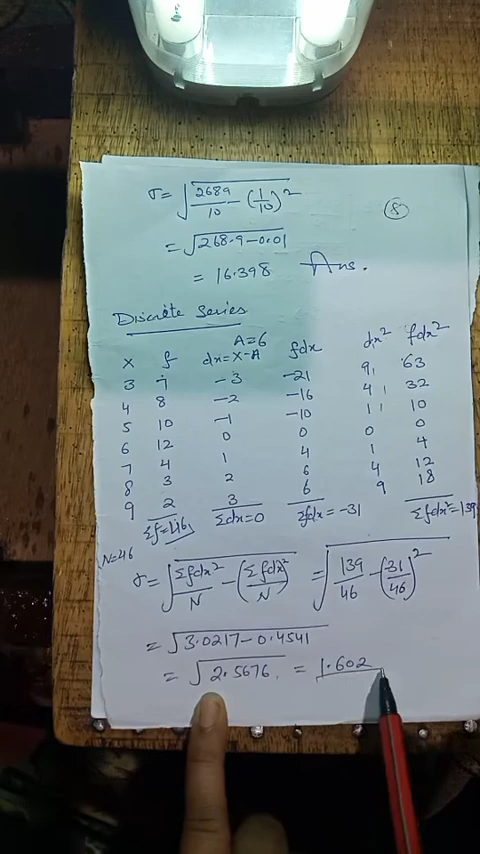 σ = √(2689/10 - (1/10)²)
(8)
= √(268.9 - 0.01)
= 16.398 Ans.
Discrete Series
A=6
x f dx=X-A fdx dx² fdx²
3 7 -3 -21 9 63
4 8 -2 -16 4 32
5 10 -1 -10 1 10
6 12 0 0 0 0
7 4 1 4 1 4
8 3 2 6 4 12
9 2 3 6 9 18
Σf=46 Σdx=0 Σfdx=-31 Σfdx²=139
N=46
σ = √(Σfdx²/N - (Σfdx/N)²) = √(139/46 - (-31/46)²)
= √(3.0217 - 0.4541)
= √2.5676 = 1.602